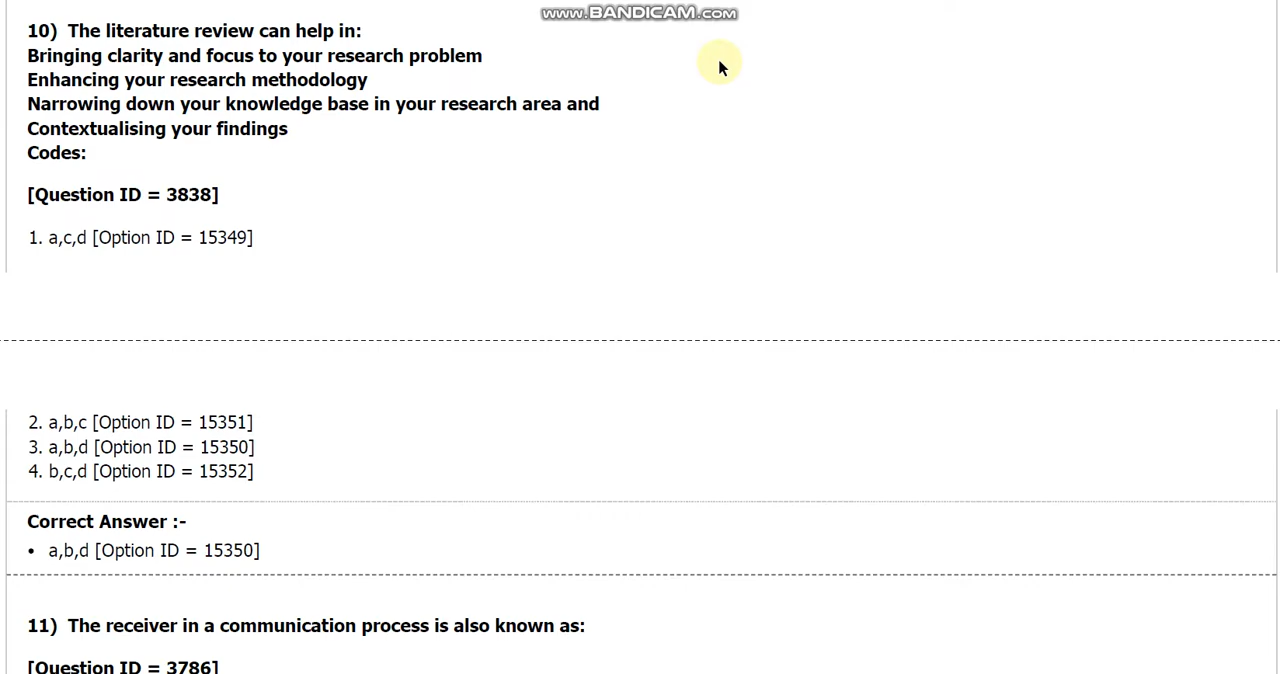 www.BANDICAM.com
10) The literature review can help in:
Bringing clarity and focus to your research problem
Enhancing your research methodology
Narrowing down your knowledge base in your research area and
Contextualising your findings
Codes:
[Question ID = 3838]
1. a,c,d [Option ID = 15349]
2. a,b,c [Option ID = 15351]
3. a,b,d [Option ID = 15350]
4. b,c,d [Option ID = 15352]
Correct Answer :-
• a,b,d [Option ID = 15350]
11) The receiver in a communication process is also known as:
[Question ID = 3786]